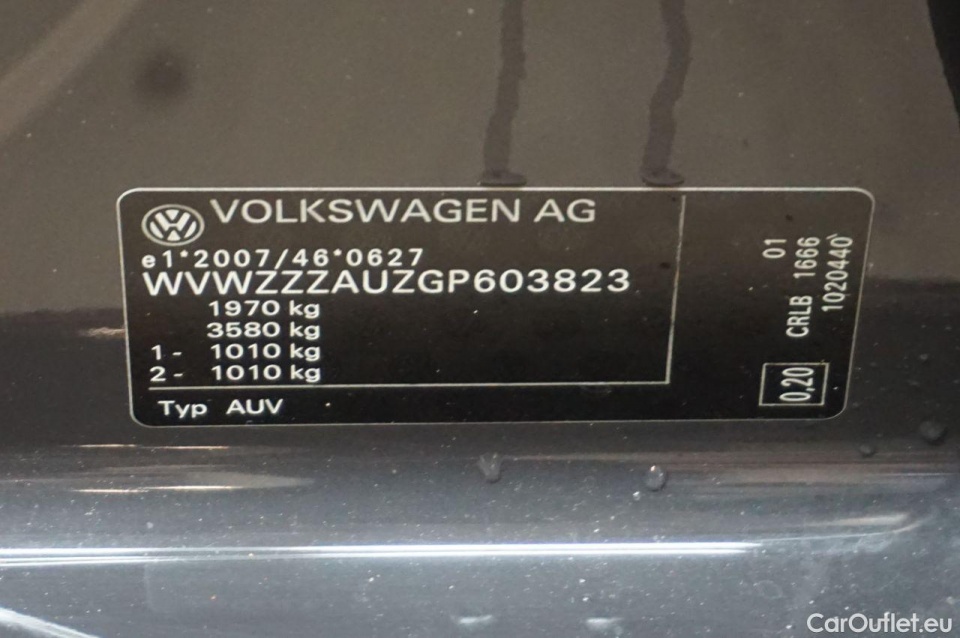 VOLKSWAGEN AG
e1*2007/46*0627
WVWZZZAUZGP603823
1970 kg
3580 kg
1- 1010 kg
2- 1010 kg
Typ AUV
01
CRLB 1666
1020440
0,20
CarOutlet.eu